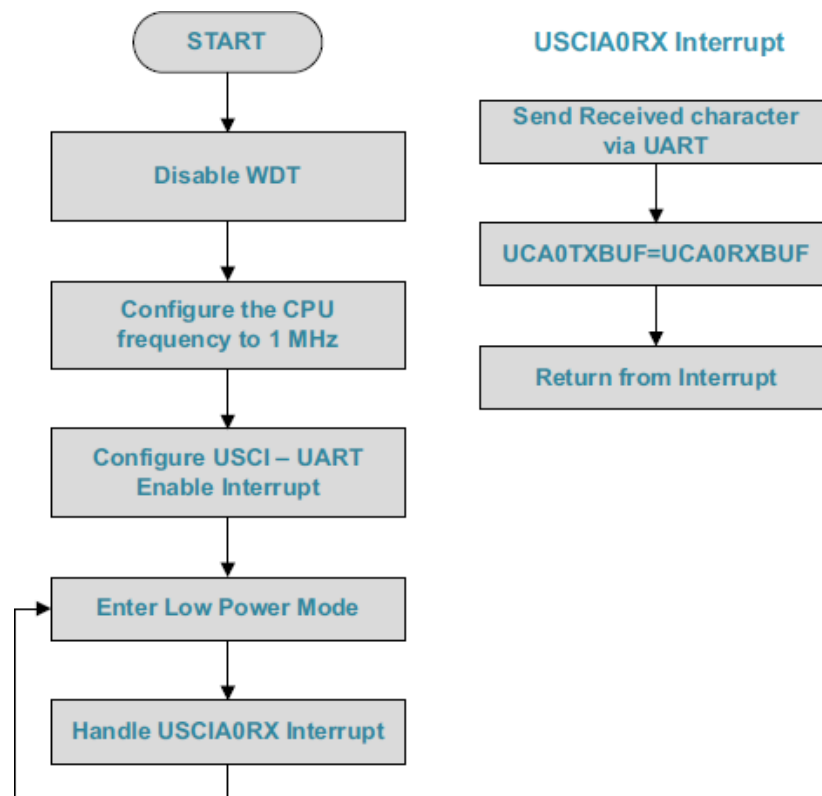 START
Disable WDT
Configure the CPU
frequency to 1 MHz
Configure USCI – UART
Enable Interrupt
Enter Low Power Mode
Handle USCIA0RX Interrupt
USCIA0RX Interrupt
Send Received character
via UART
UCA0TXBUF=UCA0RXBUF
Return from Interrupt